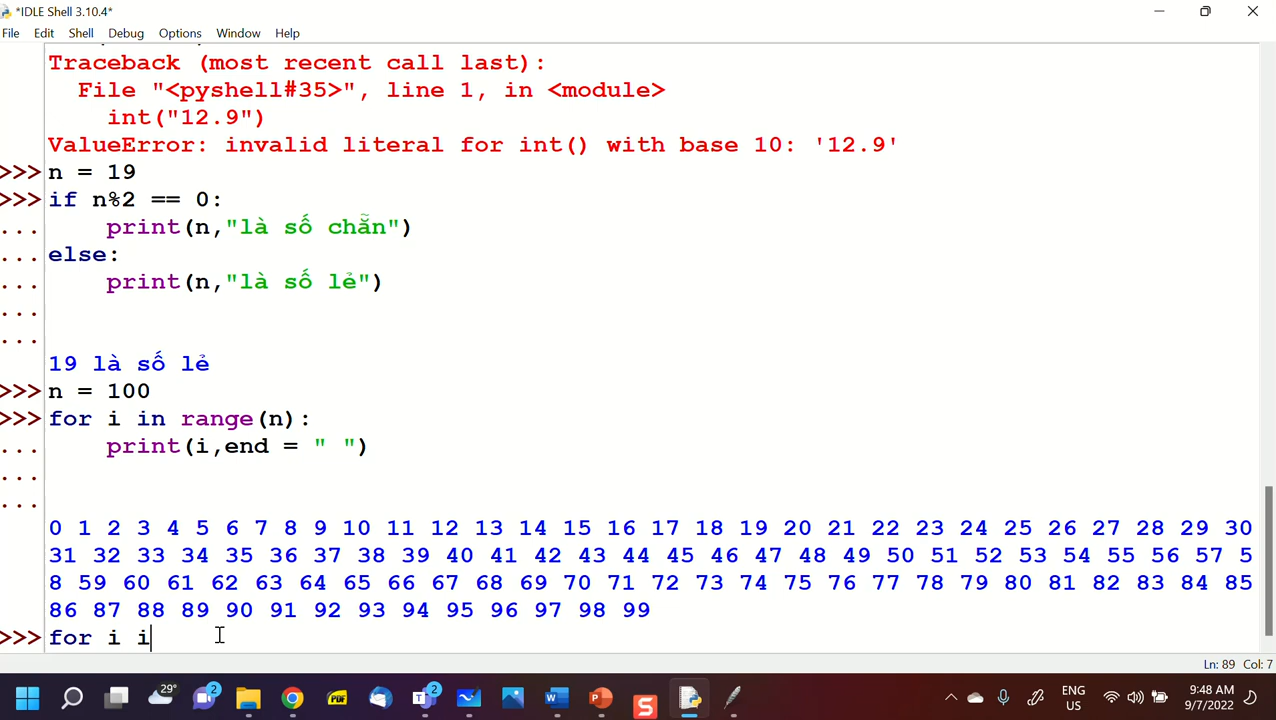 *IDLE Shell 3.10.4*
File Edit Shell Debug Options Window Help
Traceback (most recent call last):
File "<pyshell#35>", line 1, in <module>
int("12.9")
ValueError: invalid literal for int() with base 10: '12.9'
>>> n = 19
>>> if n%2 == 0:
... print(n,"là số chẵn")
... else:
... print(n,"là số lẻ")
...
...
19 là số lẻ
>>> n = 100
>>> for i in range(n):
... print(i,end = " ")
...
...
0 1 2 3 4 5 6 7 8 9 10 11 12 13 14 15 16 17 18 19 20 21 22 23 24 25 26 27 28 29 30
31 32 33 34 35 36 37 38 39 40 41 42 43 44 45 46 47 48 49 50 51 52 53 54 55 56 57 5
8 59 60 61 62 63 64 65 66 67 68 69 70 71 72 73 74 75 76 77 78 79 80 81 82 83 84 85
86 87 88 89 90 91 92 93 94 95 96 97 98 99
>>> for i i
Ln: 89 Col: 7
29° 2 PDF 2 T W P S ENG 9:48 AM
US 9/7/2022